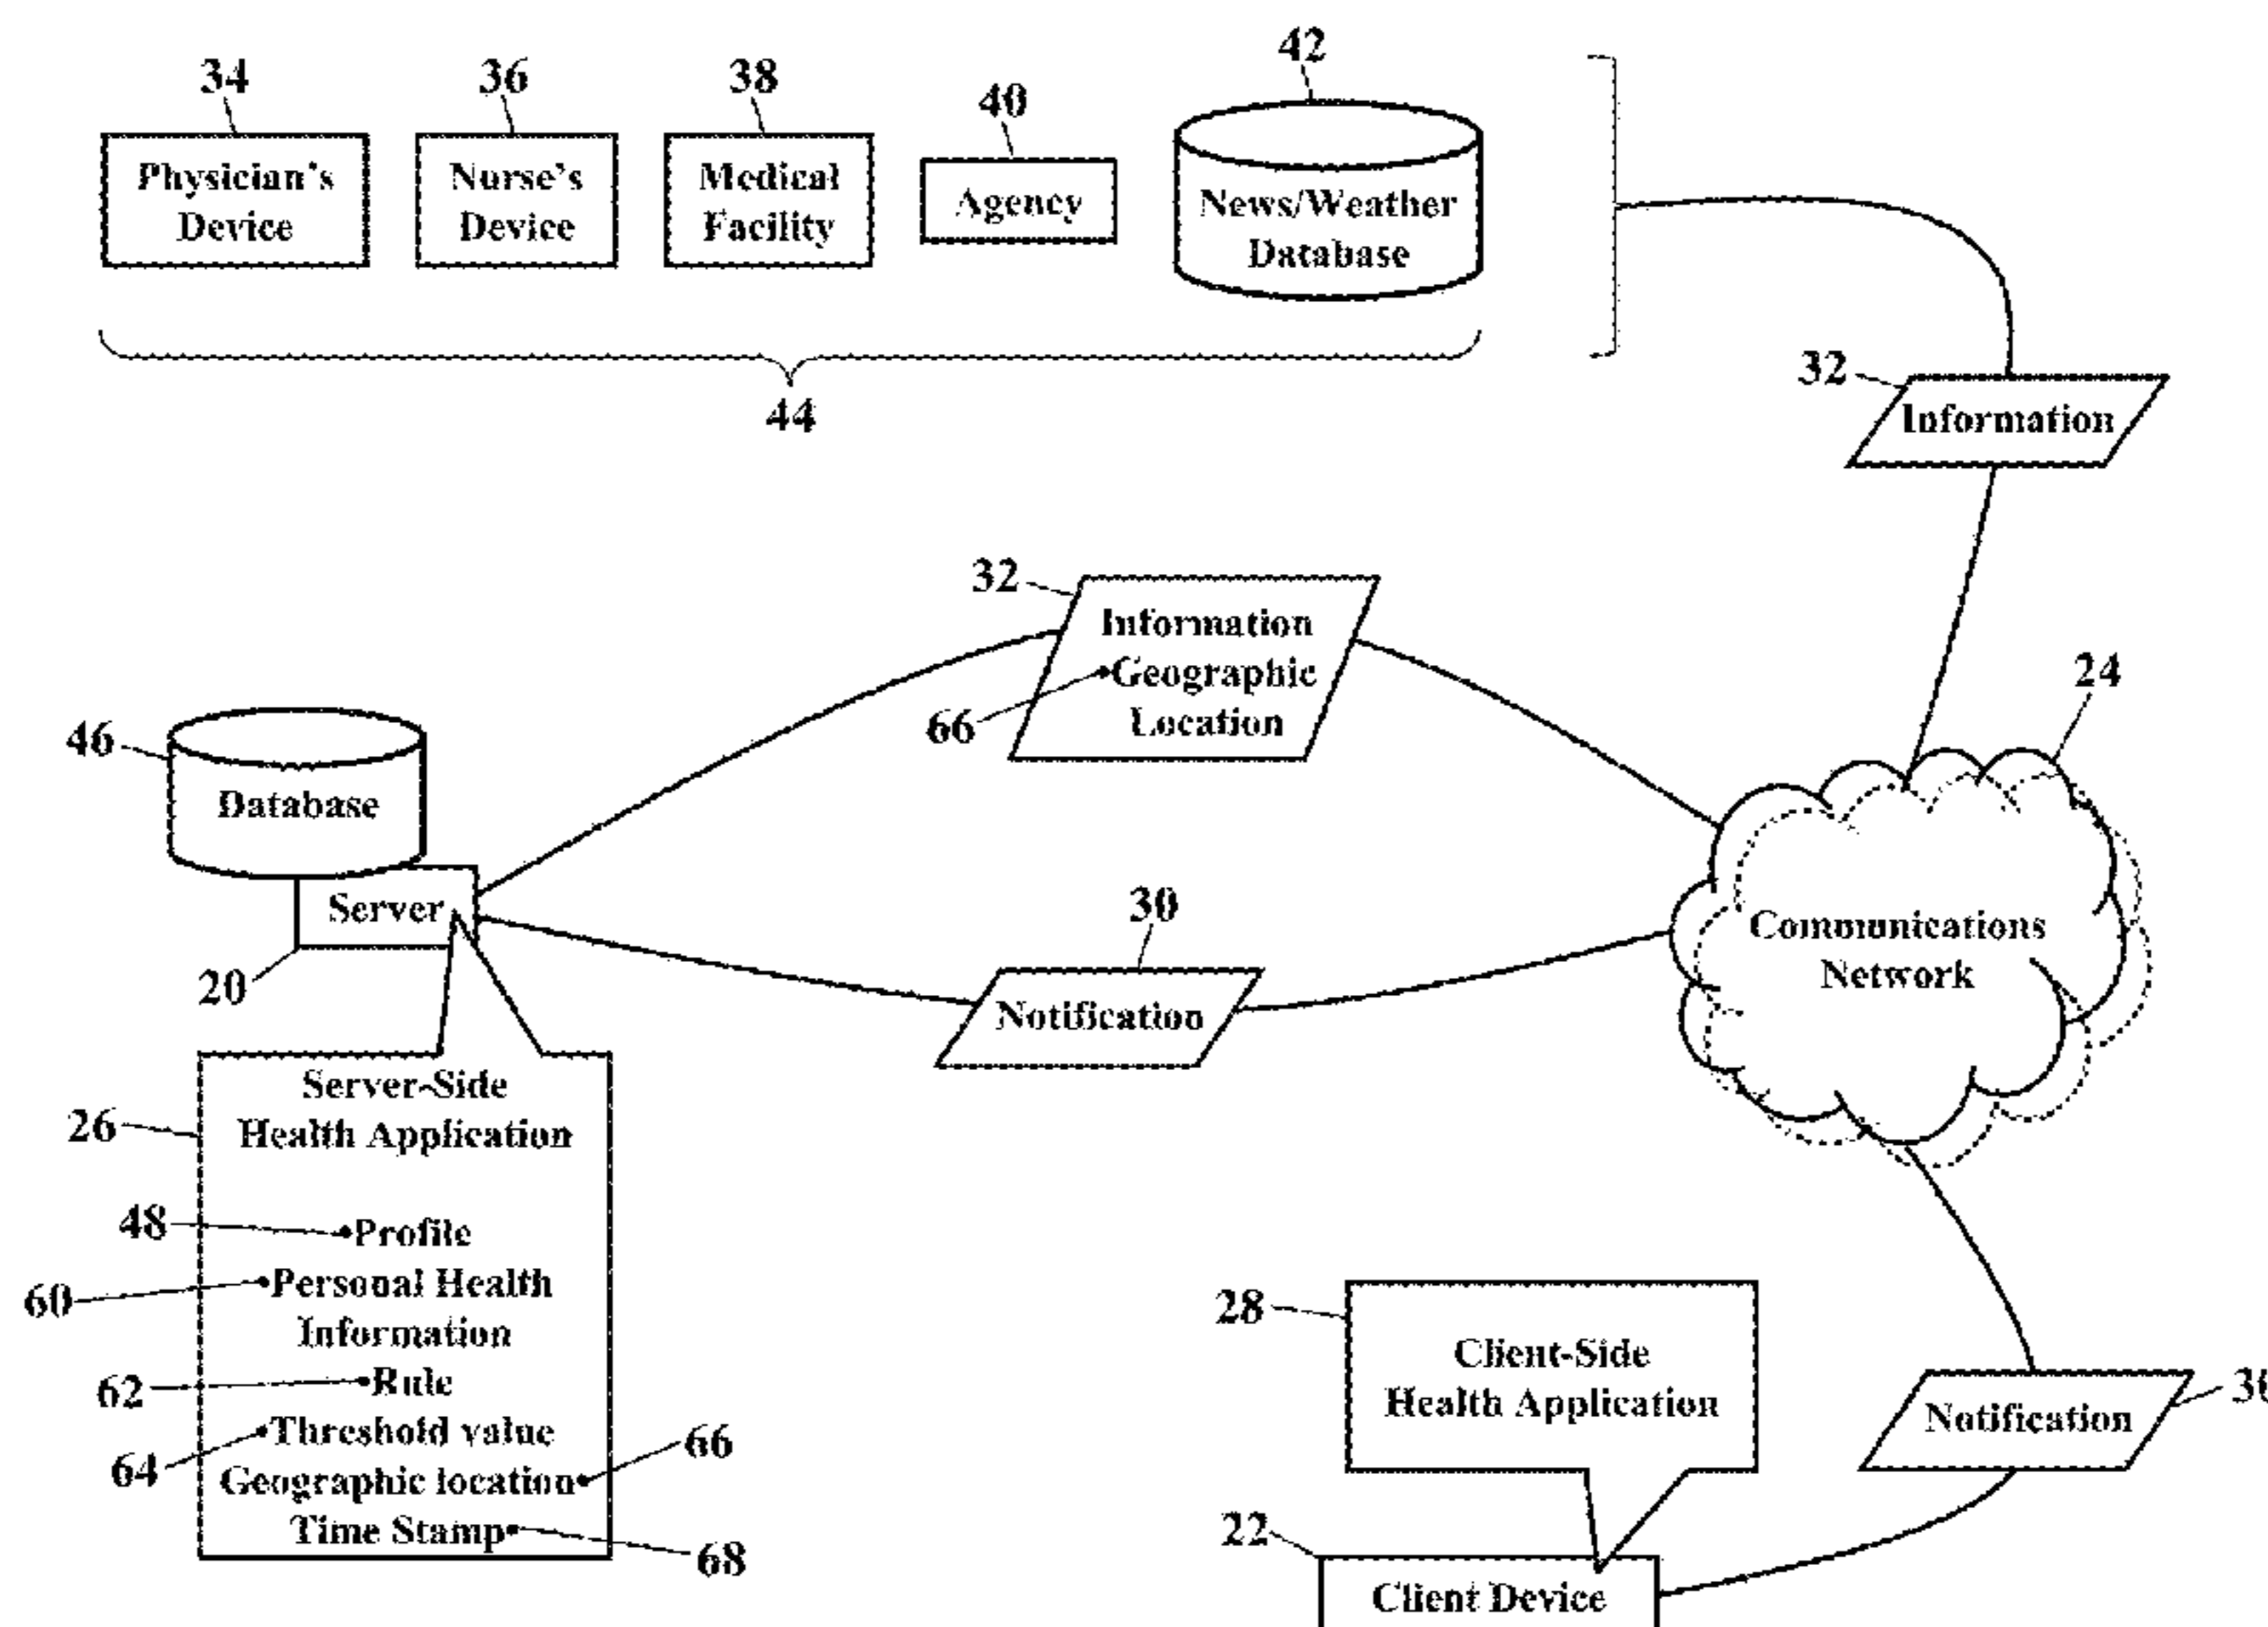 34
36
38
40
42
Physician's
Device
Nurse's
Device
Medical
Facility
Agency
News/Weather
Database
44
32
Information
32
Information
•Geographic
Location
66
24
46
Database
Server
20
30
Notification
Communications
Network
26
Server-Side
Health Application
48
•Profile
60
•Personal Health
Information
62
•Rule
64
•Threshold value
66
Geographic location•
Time Stamp•
68
28
Client-Side
Health Application
Notification
22
Client Device